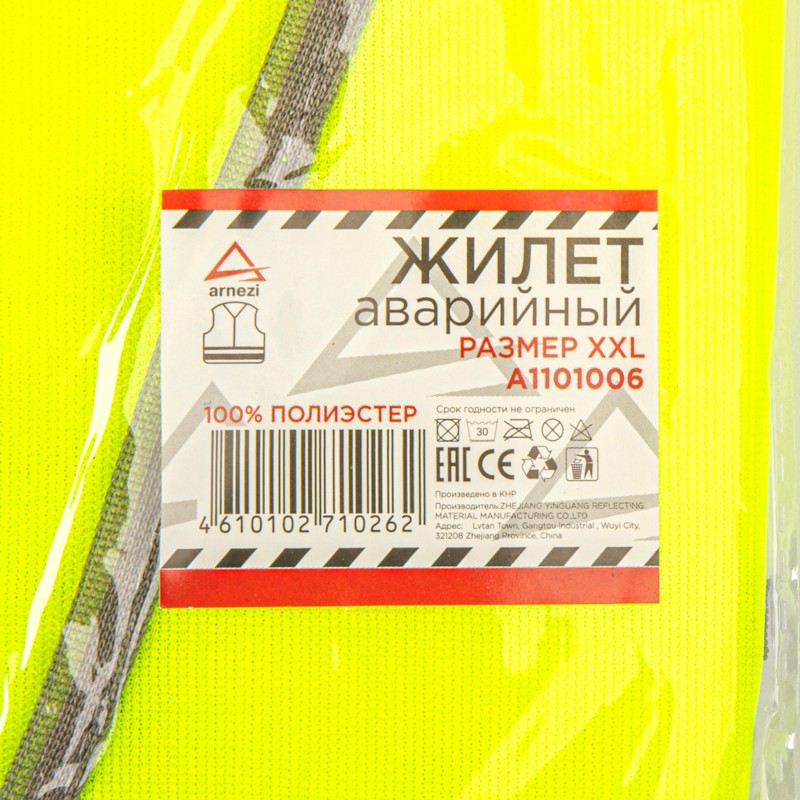 arnezi
ЖИЛЕТ
аварийный
РАЗМЕР XXL
A1101006
100% ПОЛИЭСТЕР
Срок годности не ограничен
30
EAC CE
Произведено в КНР
Производитель:ZHEJIANG YINGUANG REFLECTING
MATERIAL MANUFACTURING CO.,LTD
Адрес: Lvtan Town, Gangtou Industrial , Wuyi City,
321208 Zhejiang Province, China
4 610102 710262